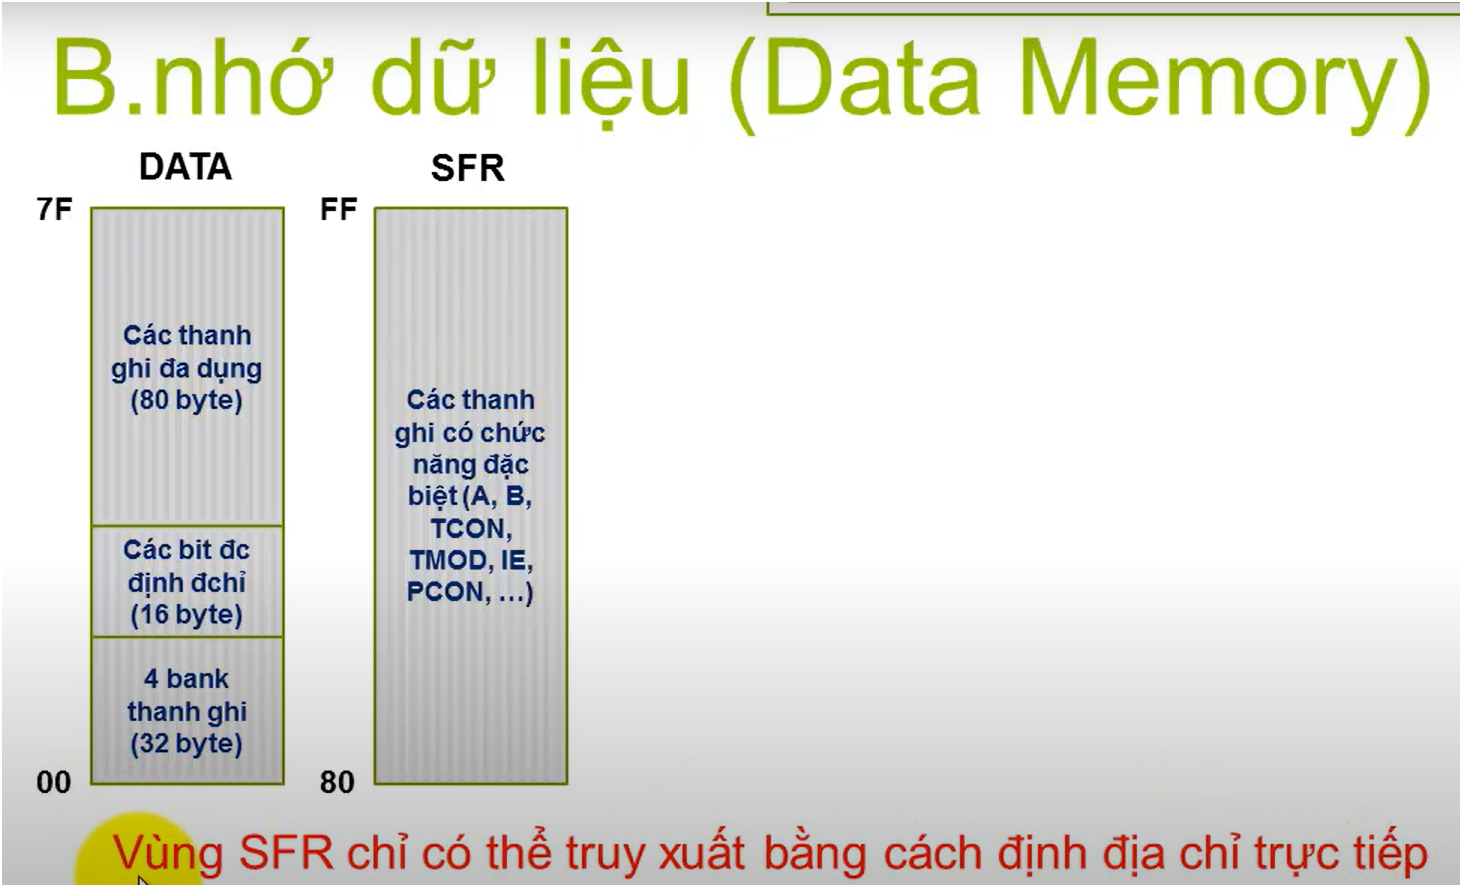 B.nhớ dữ liệu (Data Memory)
DATA
SFR
7F
FF
Các thanh
ghi đa dụng
(80 byte)
Các bit đc
định đchỉ
(16 byte)
4 bank
thanh ghi
(32 byte)
Các thanh
ghi có chức
năng đặc
biệt (A, B,
TCON,
TMOD, IE,
PCON, ...)
00
80
Vùng SFR chỉ có thể truy xuất bằng cách định địa chỉ trực tiếp